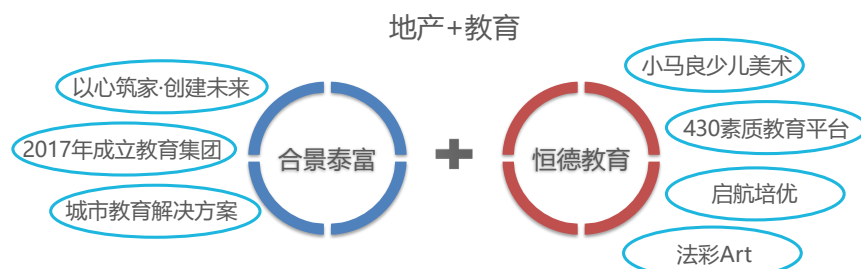 地产+教育
以心筑家·创建未来
2017年成立教育集团
城市教育解决方案
合景泰富
恒德教育
小马良少儿美术
430素质教育平台
启航培优
法彩Art